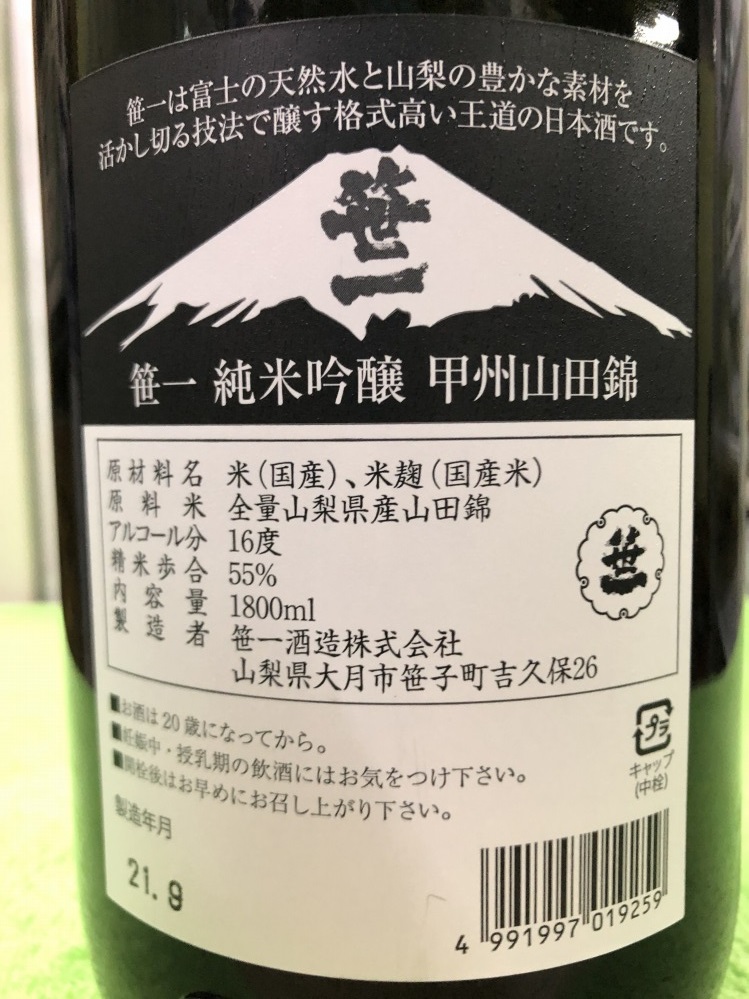 笹一は富士の天然水と山梨の豊かな素材を
活かし切る技法で醸す格式高い王道の日本酒です。
笹一
笹一 純米吟醸 甲州山田錦
原材料名 米(国産)、米麹(国産米)
原料米 全量山梨県産山田錦
アルコール分 16度
精米歩合 55%
内容量 1800ml
製造者 笹一酒造株式会社
山梨県大月市笹子町吉久保26
笹一
■お酒は20歳になってから。
■妊娠中・授乳期の飲酒にはお気をつけ下さい。
■開栓後はお早めにお召し上がり下さい。
プラ
キャップ
(中栓)
製造年月
21.9
4 991997 019259